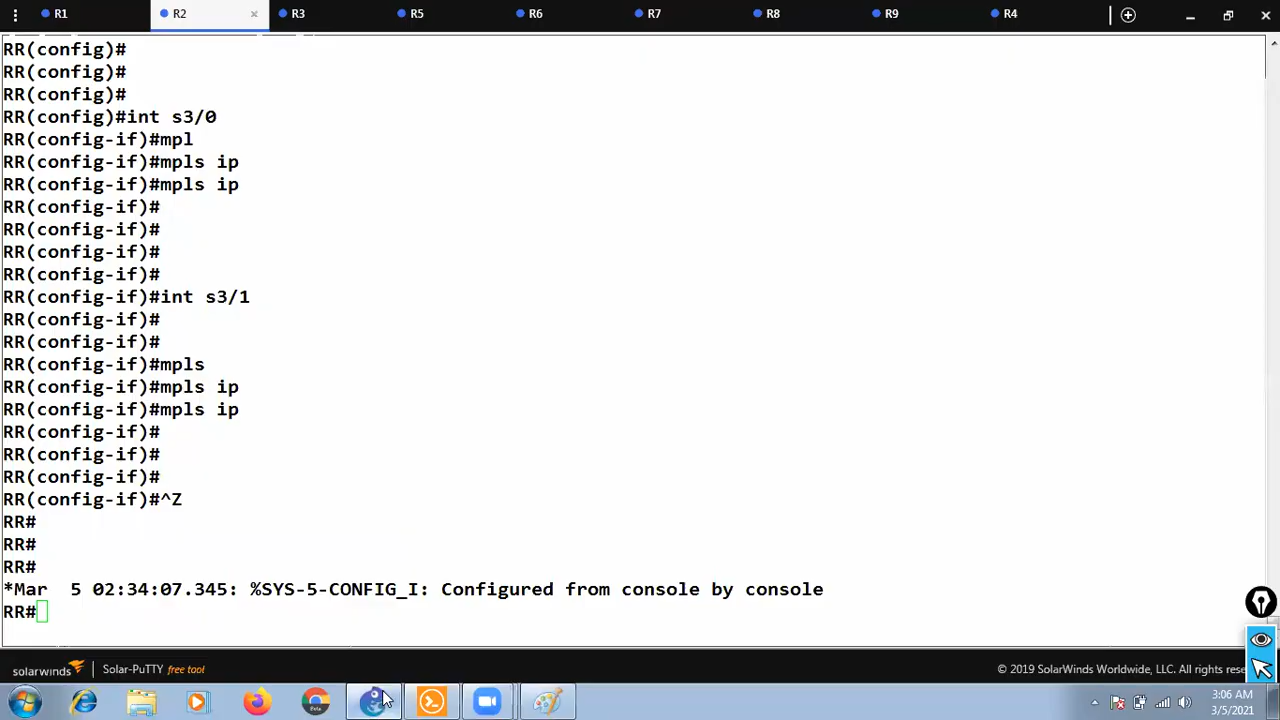 R1 R2 × R3 R5 R6 R7 R8 R9 R4
RR(config)#
RR(config)#
RR(config)#
RR(config)#int s3/0
RR(config-if)#mpl
RR(config-if)#mpls ip
RR(config-if)#mpls ip
RR(config-if)#
RR(config-if)#
RR(config-if)#
RR(config-if)#
RR(config-if)#int s3/1
RR(config-if)#
RR(config-if)#
RR(config-if)#mpls
RR(config-if)#mpls ip
RR(config-if)#mpls ip
RR(config-if)#
RR(config-if)#
RR(config-if)#
RR(config-if)#^Z
RR#
RR#
RR#
*Mar  5 02:34:07.345: %SYS-5-CONFIG_I: Configured from console by console
RR#
solarwinds Solar-PuTTY free tool © 2019 SolarWinds Worldwide, LLC. All rights rese
3:06 AM
3/5/2021